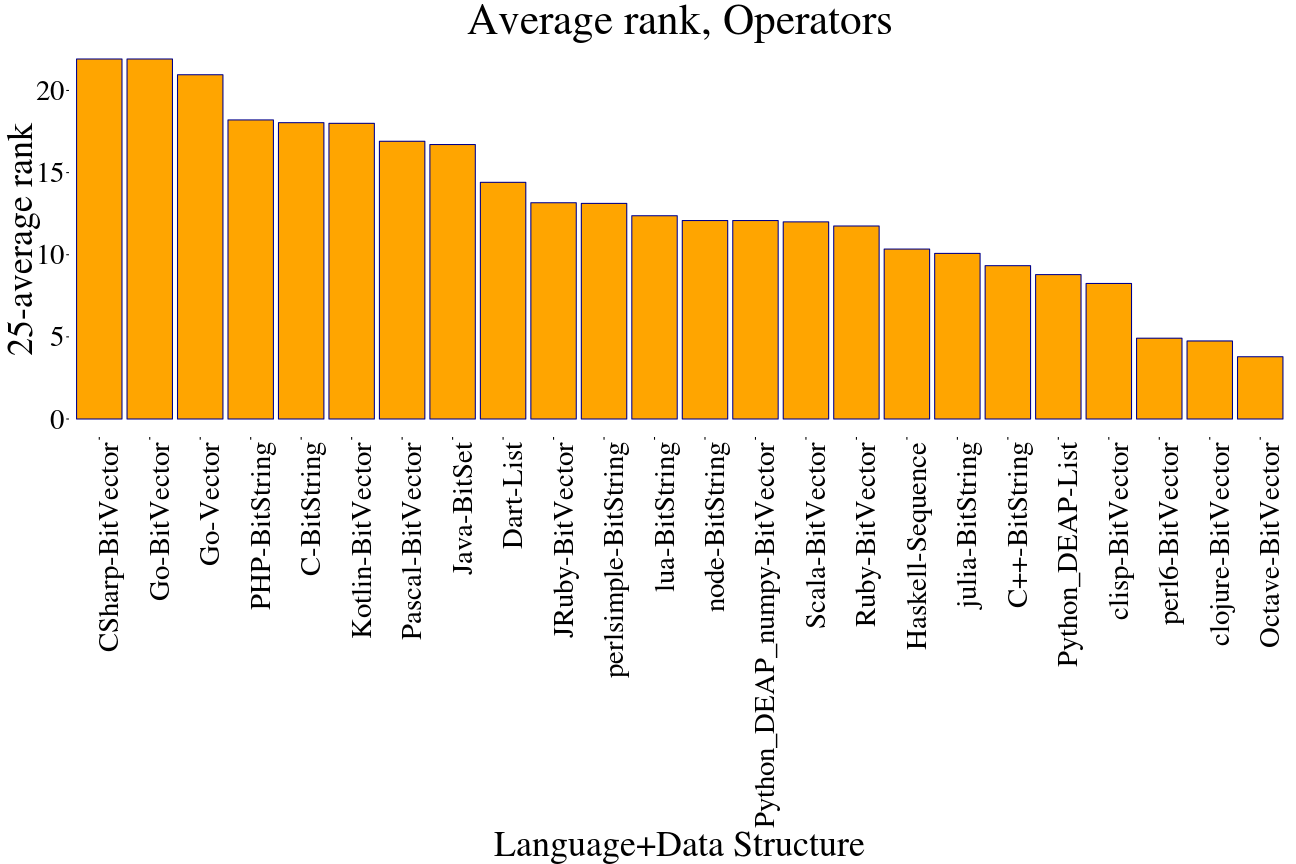 Average rank, Operators
25-average rank
20
15
10
5
0
CSharp-BitVector
Go-BitVector
Go-Vector
PHP-BitString
C-BitString
Kotlin-BitVector
Pascal-BitVector
Java-BitSet
Dart-List
JRuby-BitVector
perlsimple-BitString
lua-BitString
node-BitString
Python_DEAP_numpy-BitVector
Scala-BitVector
Ruby-BitVector
Haskell-Sequence
julia-BitString
C++-BitString
Python_DEAP-List
clisp-BitVector
perl6-BitVector
clojure-BitVector
Octave-BitVector
Language+Data Structure